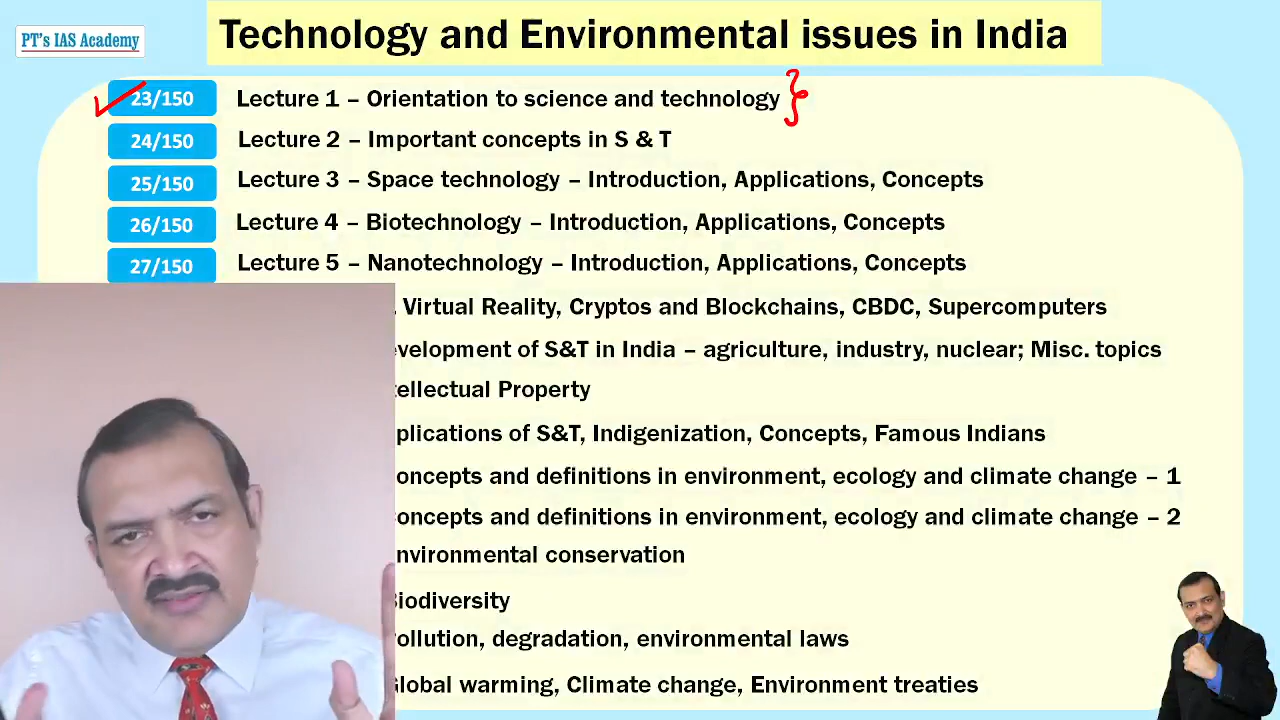 PT's IAS Academy
Technology and Environmental issues in India
23/150 Lecture 1 – Orientation to science and technology
24/150 Lecture 2 – Important concepts in S & T
25/150 Lecture 3 – Space technology – Introduction, Applications, Concepts
26/150 Lecture 4 – Biotechnology – Introduction, Applications, Concepts
27/150 Lecture 5 – Nanotechnology – Introduction, Applications, Concepts
Virtual Reality, Cryptos and Blockchains, CBDC, Supercomputers
evelopment of S&T in India – agriculture, industry, nuclear; Misc. topics
tellectual Property
plications of S&T, Indigenization, Concepts, Famous Indians
oncepts and definitions in environment, ecology and climate change – 1
oncepts and definitions in environment, ecology and climate change – 2
nvironmental conservation
Biodiversity
ollution, degradation, environmental laws
Global warming, Climate change, Environment treaties